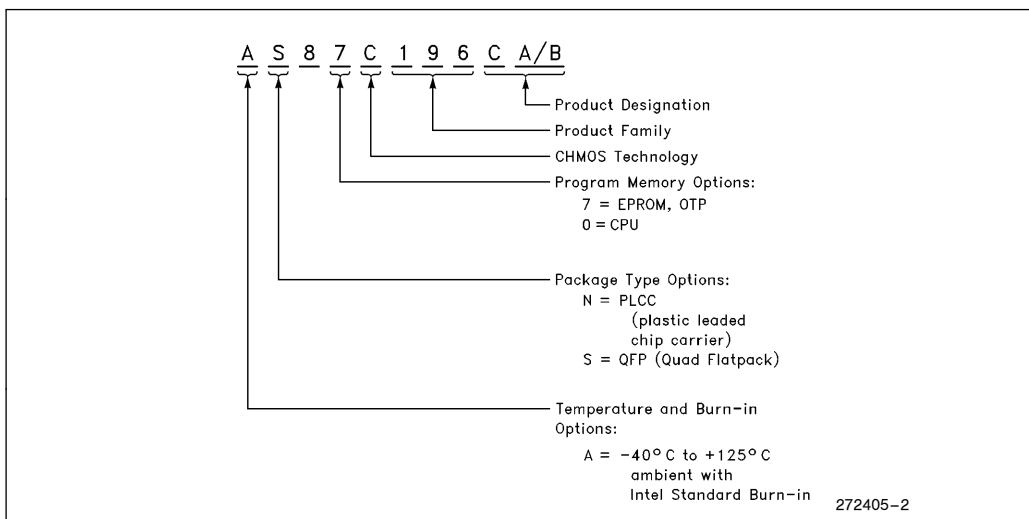 A S 8 7 C 1 9 6 C A/B
Product Designation
Product Family
CHMOS Technology
Program Memory Options:
7 = EPROM, OTP
0 = CPU
Package Type Options:
N = PLCC
(plastic leaded
chip carrier)
S = QFP (Quad Flatpack)
Temperature and Burn-in
Options:
A = -40°C to +125°C
ambient with
Intel Standard Burn-in
272405-2